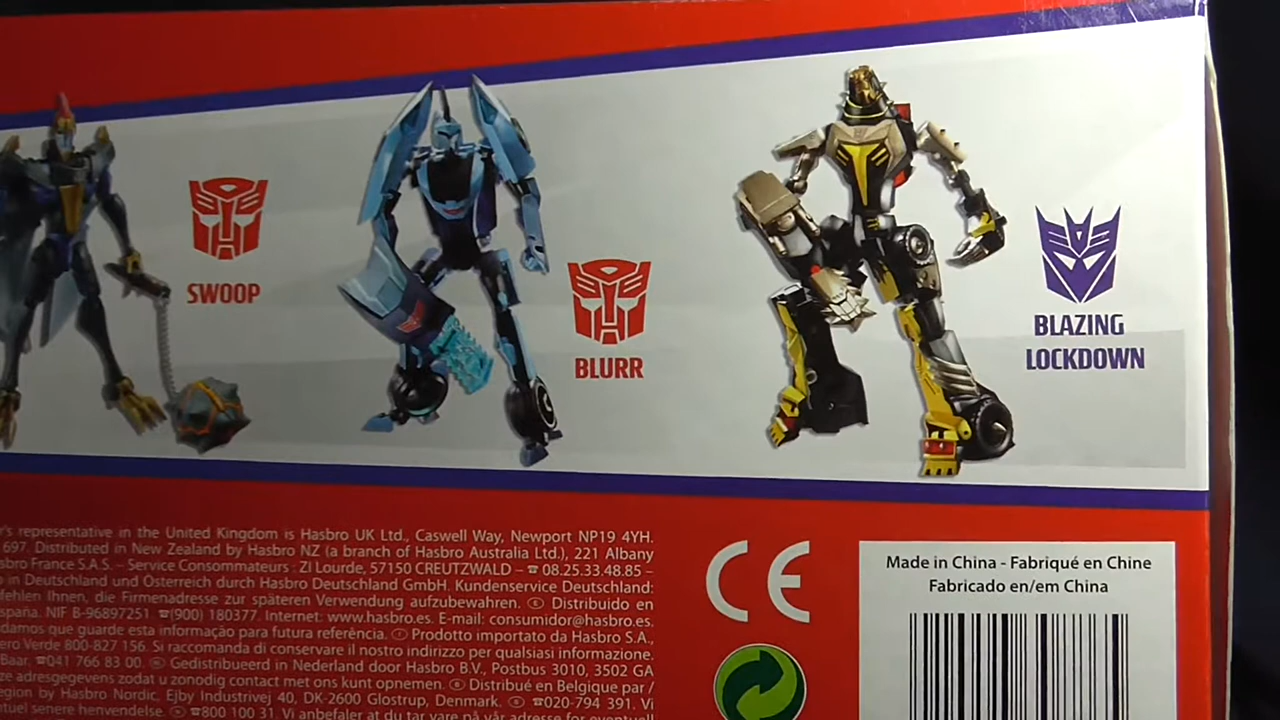 SWOOP
BLURR
BLAZING
LOCKDOWN
's representative in the United Kingdom is Hasbro UK Ltd., Caswell Way, Newport NP19 4YH.
697. Distributed in New Zealand by Hasbro NZ (a branch of Hasbro Australia Ltd.), 221 Albany
sbro France S.A.S. – Service Consommateurs : ZI Lourde, 57150 CREUTZWALD – ☎ 08.25.33.48.85 –
in Deutschland und Österreich durch Hasbro Deutschland GmbH. Kundenservice Deutschland:
fehlen Ihnen, die Firmenadresse zur späteren Verwendung aufzubewahren. Distribuido en
España. NIF B-96897251 ☎(900) 180377. Internet: www.hasbro.es. E-mail: consumidor@hasbro.es.
damos que guarde esta informação para futura referência. Prodotto importato da Hasbro S.A.,
ero Verde 800-827 156. Si raccomanda di conservare il nostro indirizzo per qualsiasi informazione.
Baar. ☎041 766 83 00. Gedistribueerd in Nederland door Hasbro B.V., Postbus 3010, 3502 GA
ze adresgegevens zodat u zonodig contact met ons kunt opnemen. Distribué en Belgique par /
egion by Hasbro Nordic, Ejby Industrivej 40, DK-2600 Glostrup, Denmark. ☎020-794 391. Vi
tuel senere henvendelse. ☎800 100 31. Vi anbefaler at du tar vare på vår adresse for eventuell
CE
Made in China - Fabriqué en Chine
Fabricado en/em China